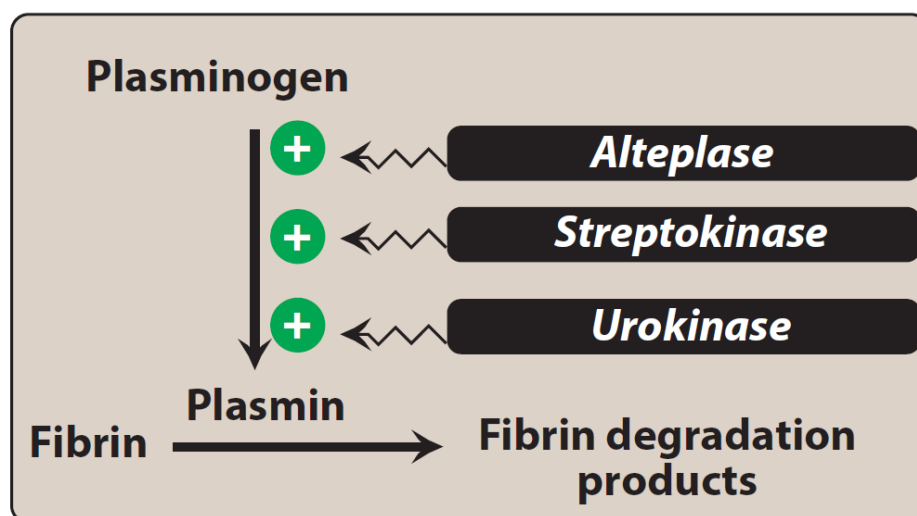 Plasminogen
+
Alteplase
+
Streptokinase
+
Urokinase
Plasmin
Fibrin
Fibrin degradation
products